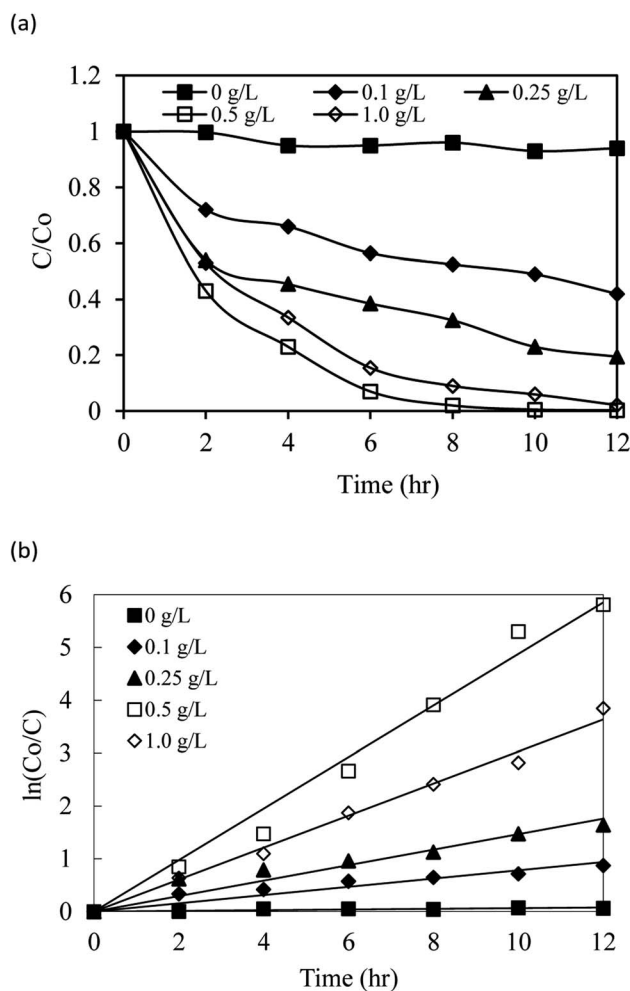 (a)
1.2
1
0.8
0.6
0.4
0.2
0
C/Co
0 g/L 0.1 g/L 0.25 g/L
0.5 g/L 1.0 g/L
0 2 4 6 8 10 12
Time (hr)
(b)
6
5
4
3
2
1
0
ln(Co/C)
0 g/L
0.1 g/L
0.25 g/L
0.5 g/L
1.0 g/L
0 2 4 6 8 10 12
Time (hr)